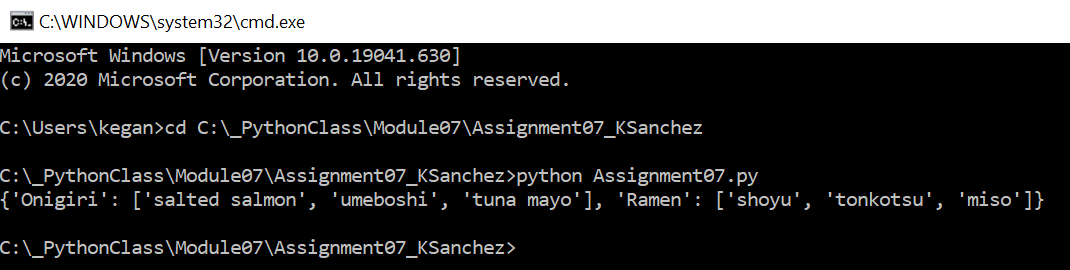 C:\WINDOWS\system32\cmd.exe
Microsoft Windows [Version 10.0.19041.630]
(c) 2020 Microsoft Corporation. All rights reserved.
C:\Users\kegan>cd C:\_PythonClass\Module07\Assignment07_KSanchez
C:\_PythonClass\Module07\Assignment07_KSanchez>python Assignment07.py
{'Onigiri': ['salted salmon', 'umeboshi', 'tuna mayo'], 'Ramen': ['shoyu', 'tonkotsu', 'miso']}
C:\_PythonClass\Module07\Assignment07_KSanchez>